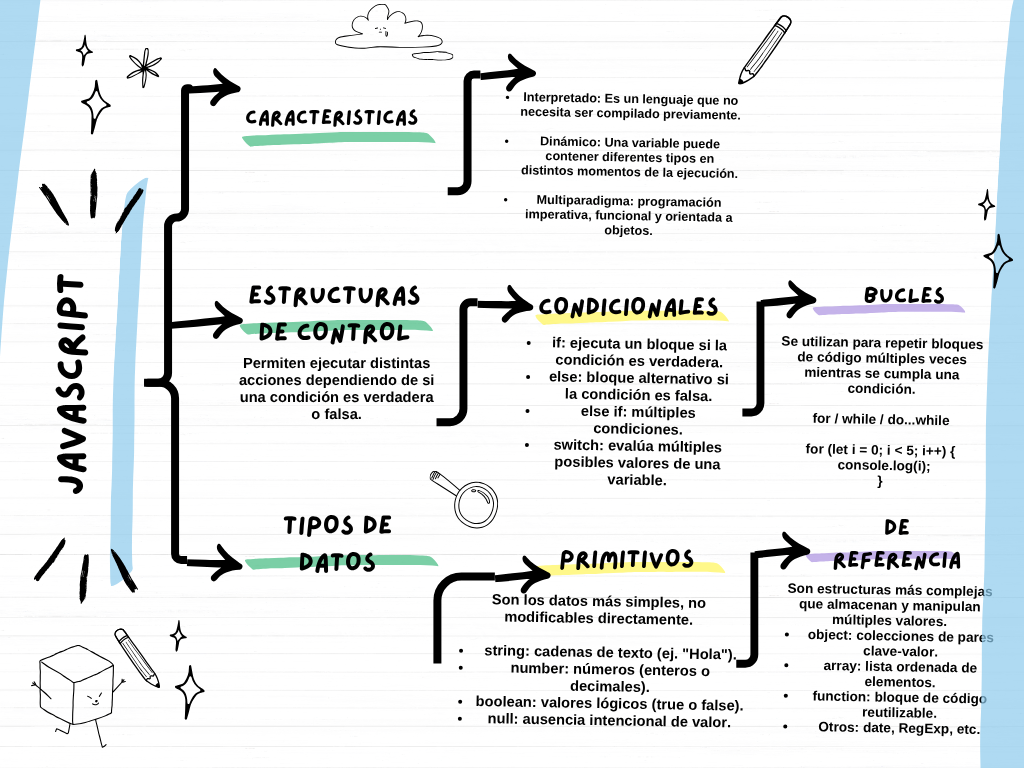 JAVASCRIPT
CARACTERISTICAS
• Interpretado: Es un lenguaje que no
necesita ser compilado previamente.
• Dinámico: Una variable puede
contener diferentes tipos en
distintos momentos de la ejecución.
• Multiparadigma: programación
imperativa, funcional y orientada a
objetos.
ESTRUCTURAS
DE CONTROL
Permiten ejecutar distintas
acciones dependiendo de si
una condición es verdadera
o falsa.
CONDICIONALES
• if: ejecuta un bloque si la
condición es verdadera.
• else: bloque alternativo si
la condición es falsa.
• else if: múltiples
condiciones.
• switch: evalúa múltiples
posibles valores de una
variable.
BUCLES
Se utilizan para repetir bloques
de código múltiples veces
mientras se cumpla una
condición.
for / while / do...while
for (let i = 0; i < 5; i++) {
console.log(i);
}
TIPOS DE
DATOS
PRIMITIVOS
Son los datos más simples, no
modificables directamente.
• string: cadenas de texto (ej. "Hola").
• number: números (enteros o
decimales).
• boolean: valores lógicos (true o false).
• null: ausencia intencional de valor.
DE
REFERENCIA
Son estructuras más complejas
que almacenan y manipulan
múltiples valores.
• object: colecciones de pares
clave-valor.
• array: lista ordenada de
elementos.
• function: bloque de código
reutilizable.
• Otros: date, RegExp, etc.